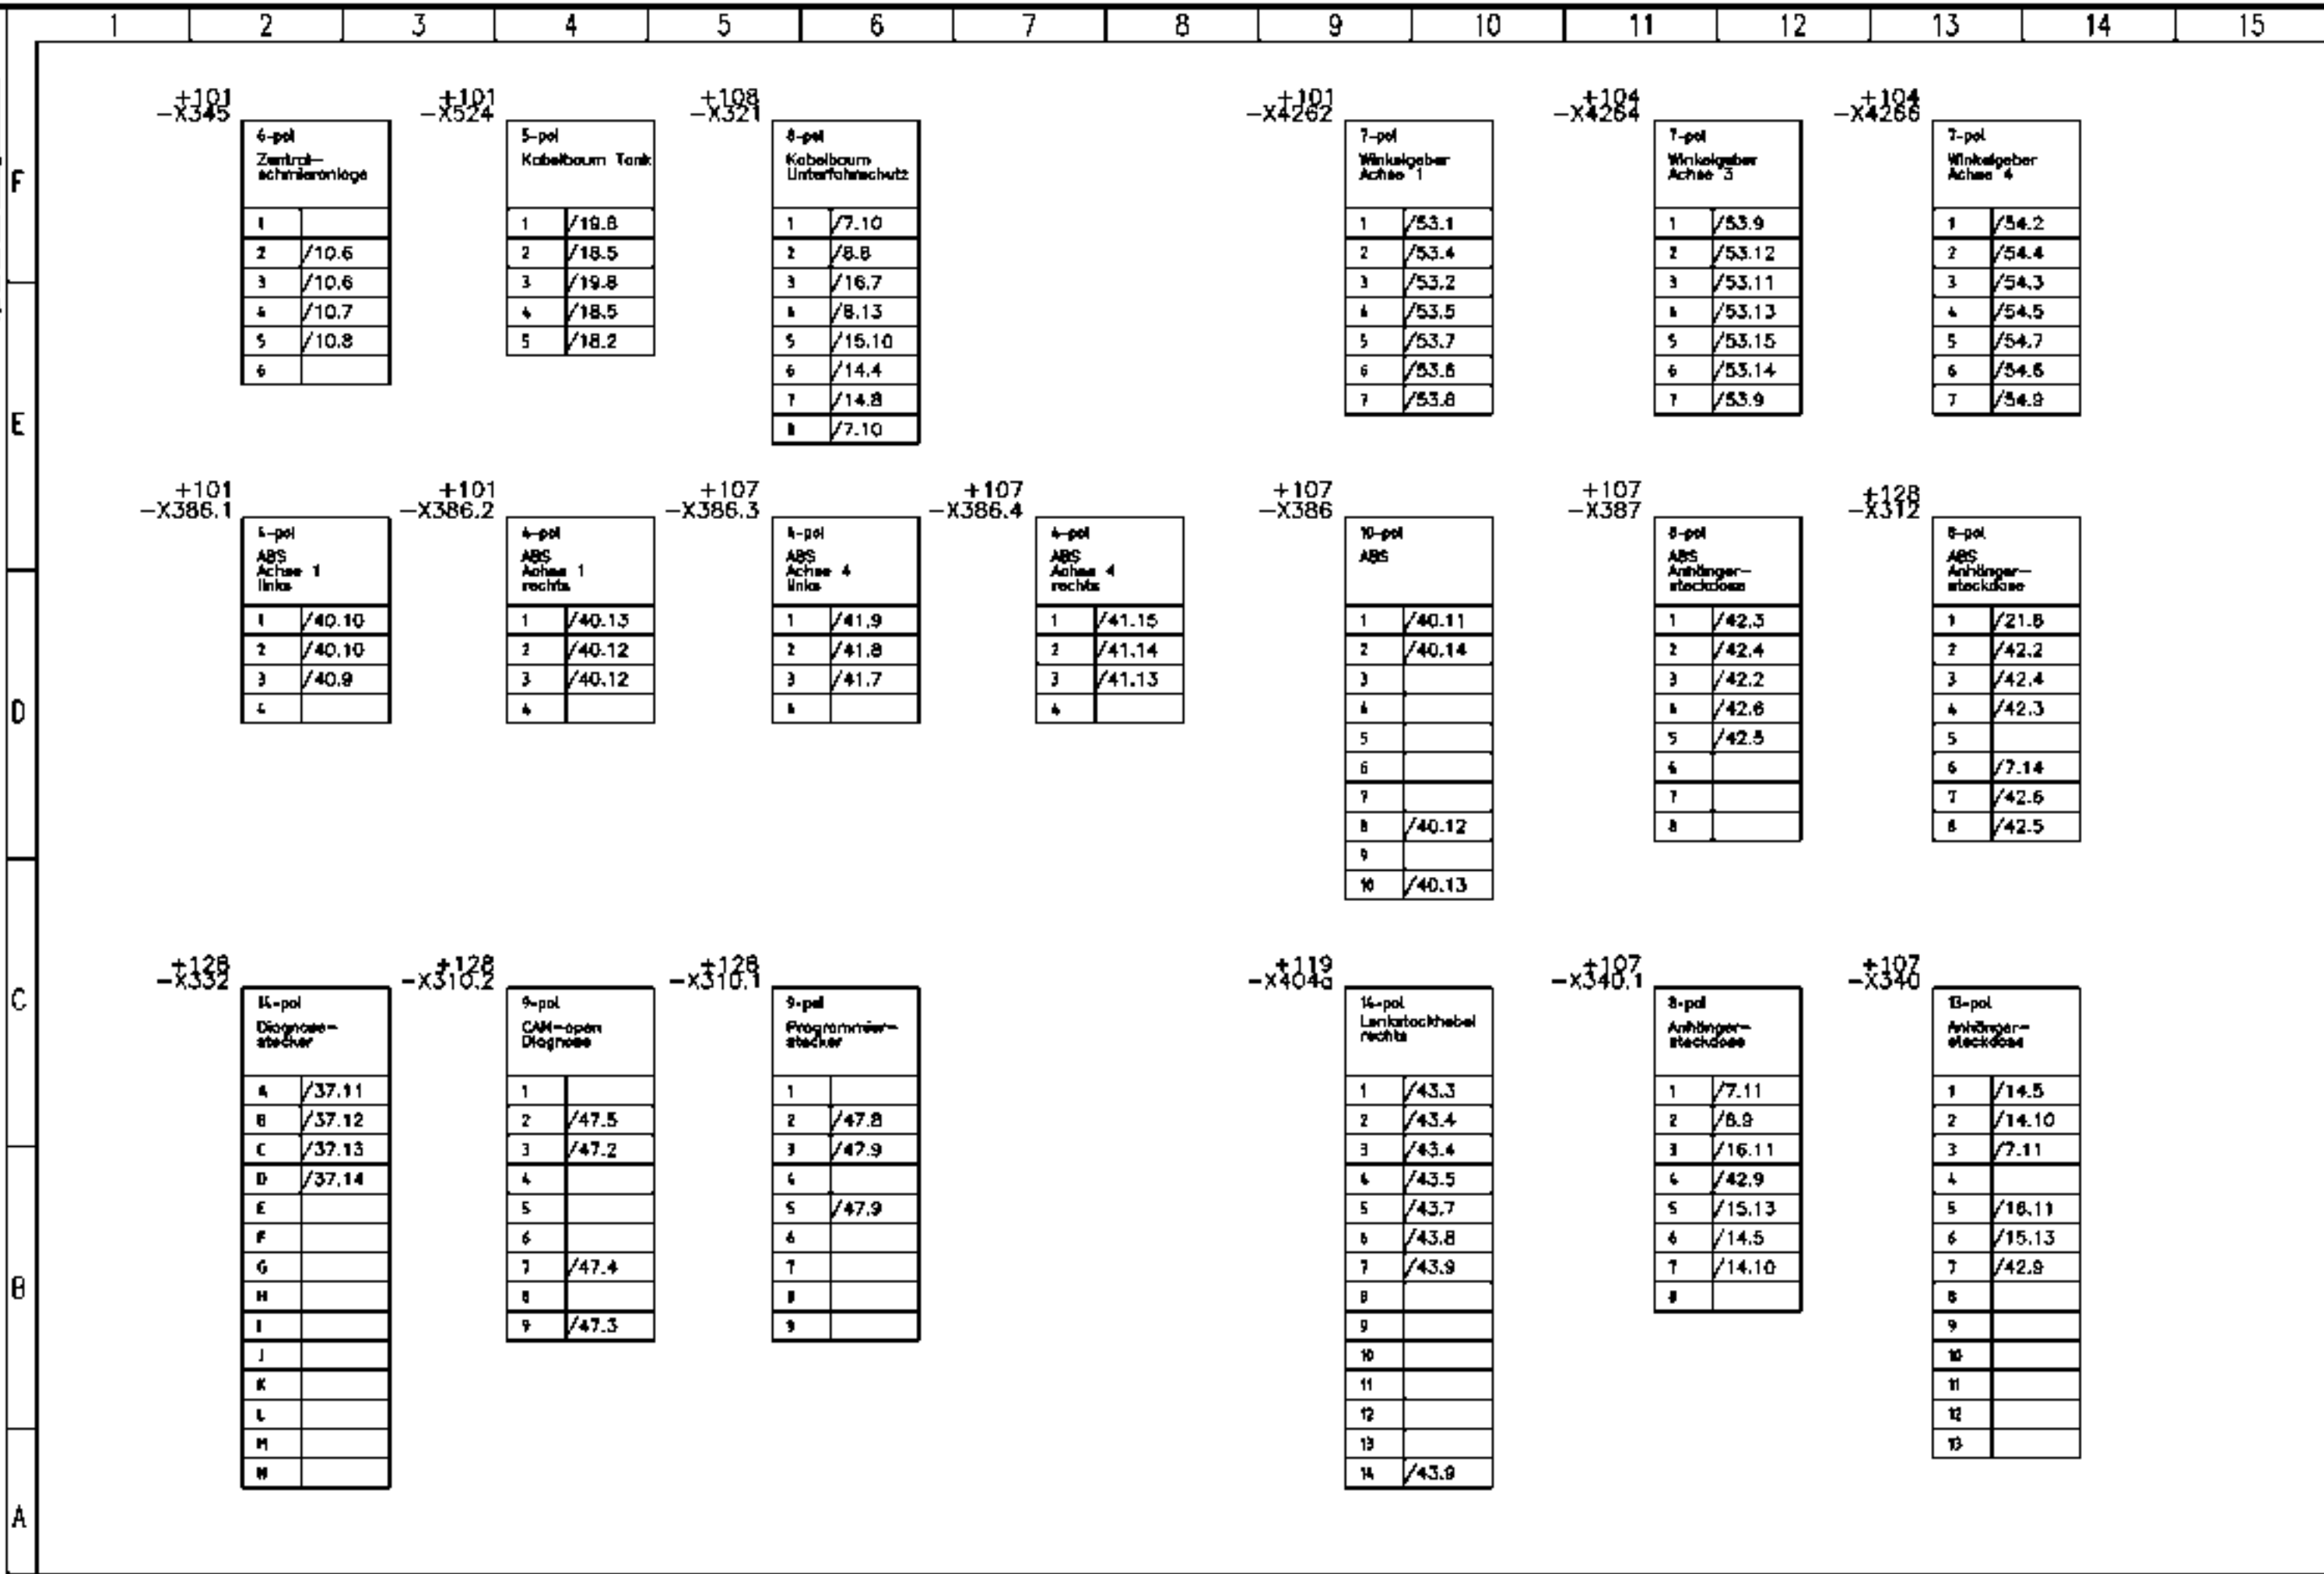 1 2 3 4 5 6 7 8 9 10 11 12 13 14 15
F
E
D
C
B
A
+101
-X345
6-pol
Zentral-
schmieranlage
1
2 /10.6
3 /10.6
4 /10.7
5 /10.8
6
+101
-X524
5-pol
Kabelbaum Tank
1 /19.8
2 /18.5
3 /19.8
4 /18.5
5 /18.2
+108
-X321
8-pol
Kabelbaum
Unterfahrschutz
1 /7.10
2 /8.8
3 /16.7
4 /8.13
5 /15.10
6 /14.4
7 /14.8
8 /7.10
+101
-X4262
7-pol
Winkelgeber
Achse 1
1 /53.1
2 /53.4
3 /53.2
4 /53.5
5 /53.7
6 /53.6
7 /53.8
+104
-X4264
7-pol
Winkelgeber
Achse 3
1 /53.9
2 /53.12
3 /53.11
4 /53.13
5 /53.15
6 /53.14
7 /53.9
+104
-X4266
7-pol
Winkelgeber
Achse 4
1 /54.2
2 /54.4
3 /54.3
4 /54.5
5 /54.7
6 /54.6
7 /54.9
+101
-X386.1
4-pol
ABS
Achse 1
links
1 /40.10
2 /40.10
3 /40.9
4
+101
-X386.2
4-pol
ABS
Achse 1
rechts
1 /40.13
2 /40.12
3 /40.12
4
+107
-X386.3
4-pol
ABS
Achse 4
links
1 /41.9
2 /41.8
3 /41.7
4
+107
-X386.4
4-pol
ABS
Achse 4
rechts
1 /41.15
2 /41.14
3 /41.13
4
+107
-X386
10-pol
ABS
1 /40.11
2 /40.14
3
4
5
6
7
8 /40.12
9
10 /40.13
+107
-X387
8-pol
ABS
Anhänger-
steckdose
1 /42.3
2 /42.4
3 /42.2
4 /42.6
5 /42.5
6
7
8
+128
-X312
8-pol
ABS
Anhänger-
steckdose
1 /21.6
2 /42.2
3 /42.4
4 /42.3
5
6 /7.14
7 /42.6
8 /42.5
+128
-X332
14-pol
Diagnose-
stecker
A /37.11
B /37.12
C /37.13
D /37.14
E
F
G
H
I
J
K
L
M
N
+128
-X310.2
9-pol
CAN-open
Diagnose
1
2 /47.5
3 /47.2
4
5
6
7 /47.4
8
9 /47.3
+128
-X310.1
9-pol
Programmier-
stecker
1
2 /47.8
3 /47.9
4
5 /47.9
6
7
8
9
+119
-X404a
14-pol
Lenkstockhebel
rechts
1 /43.3
2 /43.4
3 /43.4
4 /43.5
5 /43.7
6 /43.8
7 /43.9
8
9
10
11
12
13
14 /43.9
+107
-X340.1
8-pol
Anhänger-
steckdose
1 /7.11
2 /8.9
3 /16.11
4 /42.9
5 /15.13
6 /14.5
7 /14.10
8
+107
-X340
13-pol
Anhänger-
steckdose
1 /14.5
2 /14.10
3 /7.11
4
5 /16.11
6 /15.13
7 /42.9
8
9
10
11
12
13